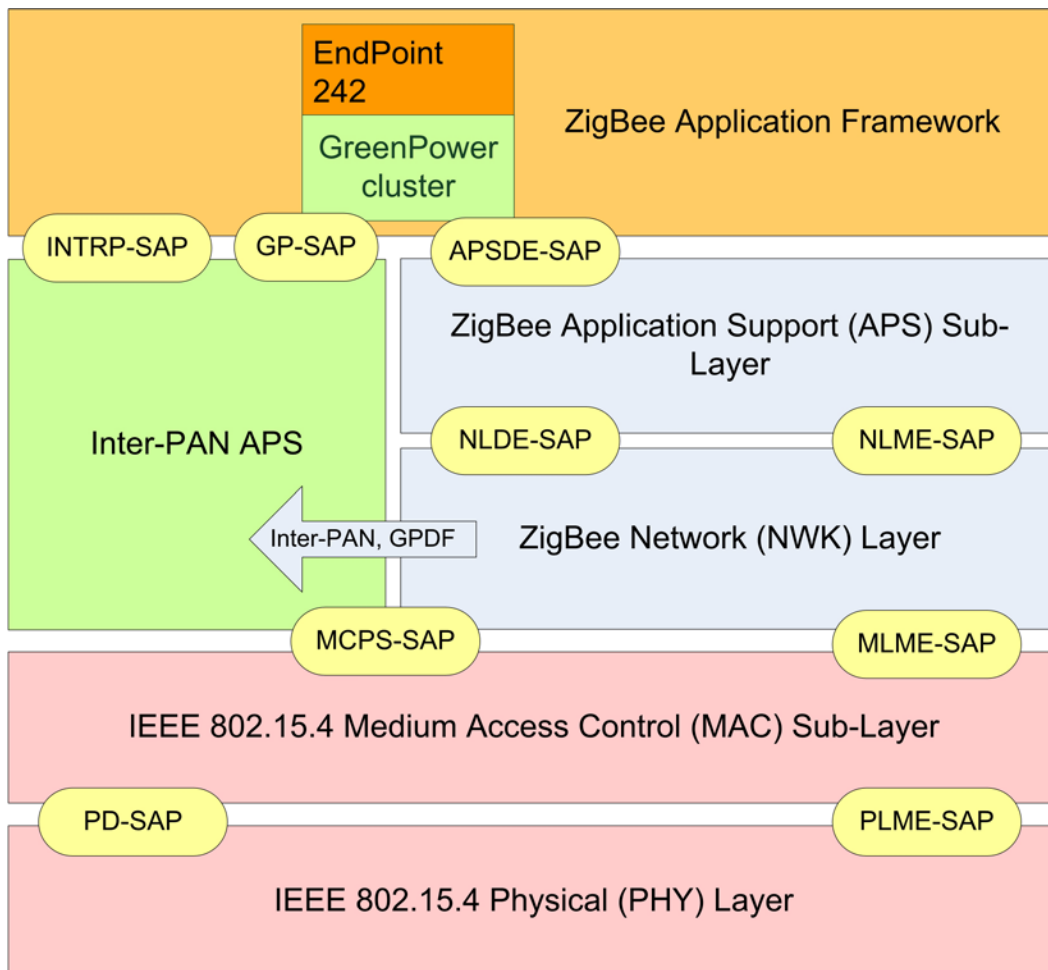 EndPoint
242
ZigBee Application Framework
GreenPower
cluster
INTRP-SAP
GP-SAP
APSDE-SAP
ZigBee Application Support (APS) Sub-
Layer
Inter-PAN APS
NLDE-SAP
NLME-SAP
Inter-PAN, GPDF
ZigBee Network (NWK) Layer
MCPS-SAP
MLME-SAP
IEEE 802.15.4 Medium Access Control (MAC) Sub-Layer
PD-SAP
PLME-SAP
IEEE 802.15.4 Physical (PHY) Layer